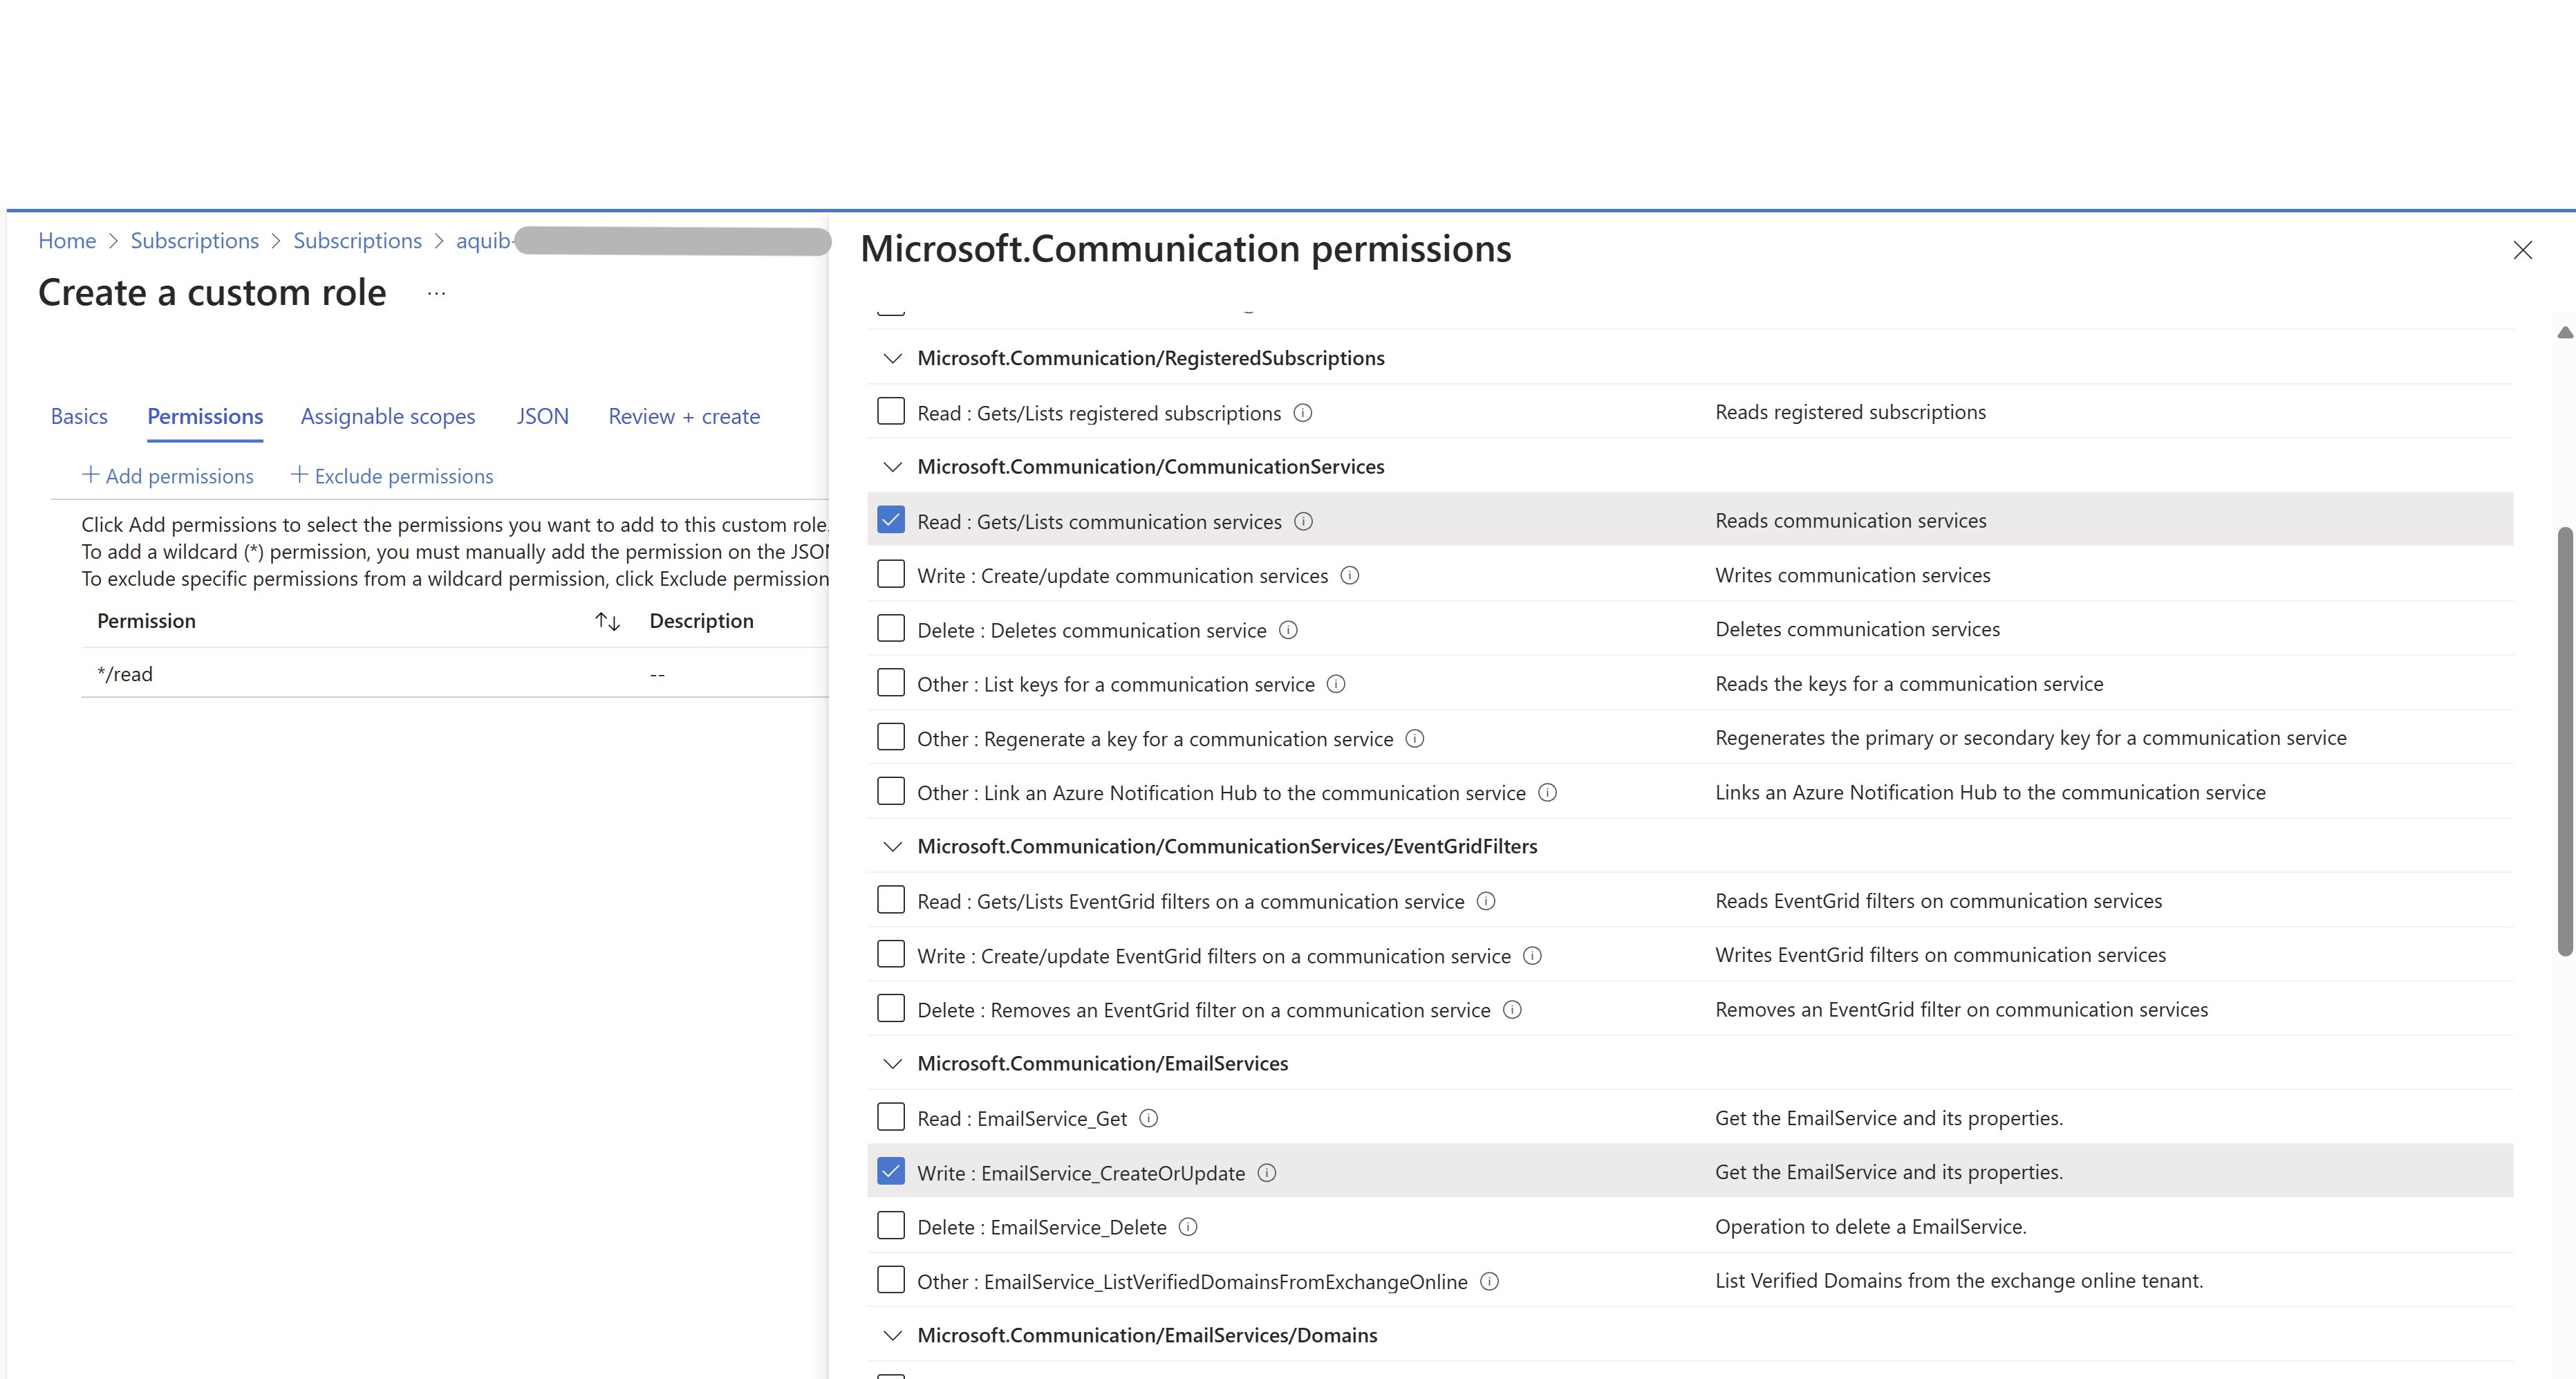 Home > Subscriptions > Subscriptions > aquib-
Create a custom role ...
Basics Permissions Assignable scopes JSON Review + create
+ Add permissions + Exclude permissions
Click Add permissions to select the permissions you want to add to this custom role.
To add a wildcard (*) permission, you must manually add the permission on the
To exclude specific permissions from a wildcard permission, click Exclude
Permission Description
*/read --
Microsoft.Communication permissions
Microsoft.Communication/RegisteredSubscriptions
Read : Gets/Lists registered subscriptions Reads registered subscriptions
Microsoft.Communication/CommunicationServices
Read : Gets/Lists communication services Reads communication services
Write : Create/update communication services Writes communication services
Delete : Deletes communication service Deletes communication services
Other : List keys for a communication service Reads the keys for a communication service
Other : Regenerate a key for a communication service Regenerates the primary or secondary key for a communication service
Other : Link an Azure Notification Hub to the communication service Links an Azure Notification Hub to the communication service
Microsoft.Communication/CommunicationServices/EventGridFilters
Read : Gets/Lists EventGrid filters on a communication service Reads EventGrid filters on communication services
Write : Create/update EventGrid filters on a communication service Writes EventGrid filters on communication services
Delete : Removes an EventGrid filter on a communication service Removes an EventGrid filter on communication services
Microsoft.Communication/EmailServices
Read : EmailService_Get Get the EmailService and its properties.
Write : EmailService_CreateOrUpdate Get the EmailService and its properties.
Delete : EmailService_Delete Operation to delete a EmailService.
Other : EmailService_ListVerifiedDomainsFromExchangeOnline List Verified Domains from the exchange online tenant.
Microsoft.Communication/EmailServices/Domains